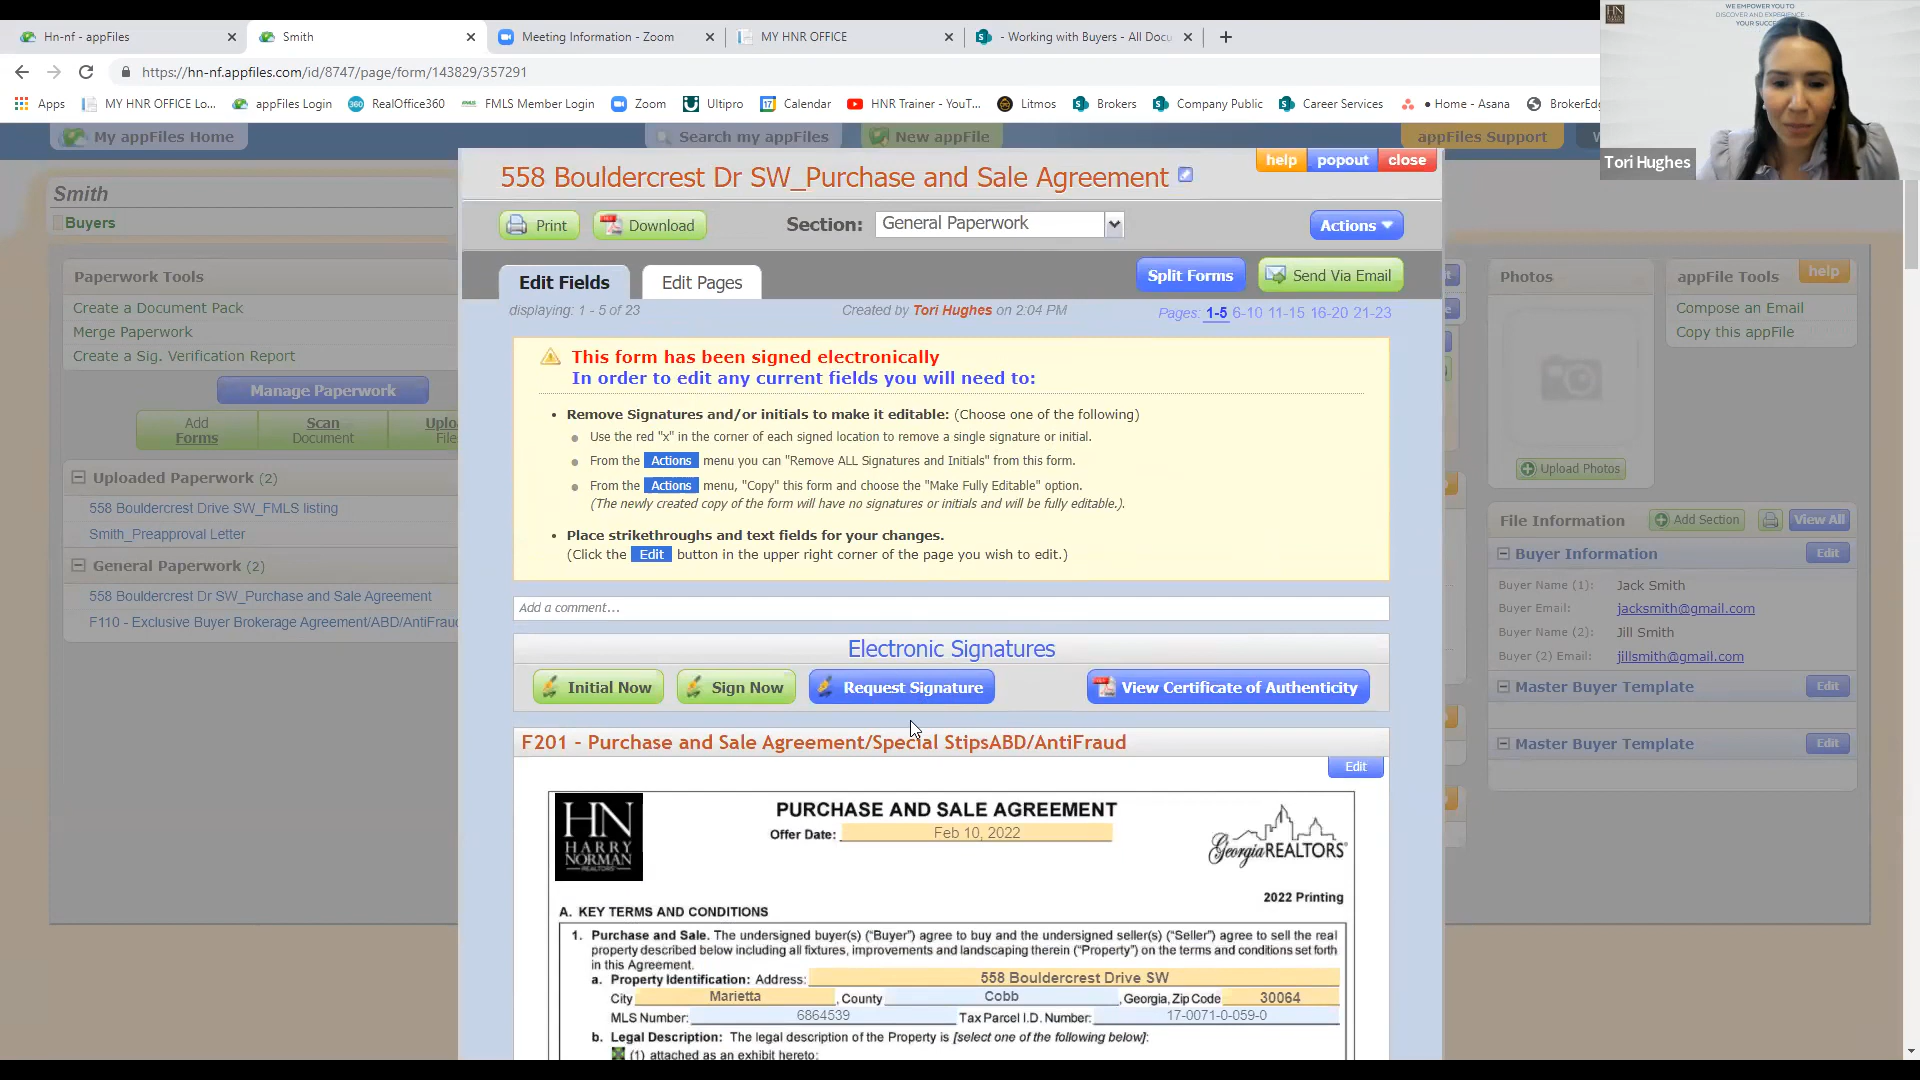 Hn-nf - appFiles
Smith
Meeting Information - Zoom
MY HNR OFFICE
- Working with Buyers - All Docu
https://hn-nf.appfiles.com/id/8747/page/form/143829/357291
Apps
MY HNR OFFICE Lo...
appFiles Login
RealOffice360
FMLS Member Login
Zoom
Ultipro
Calendar
HNR Trainer - YouT...
Litmos
Brokers
Company Public
Career Services
• Home - Asana
BrokerEdg
WE EMPOWER YOU TO
DISCOVER AND EXPERIENCE
YOUR SUCCE
HN
Tori Hughes
My appFiles Home
Search my appFiles
New appFile
appFiles Support
Smith
Buyers
Paperwork Tools
Create a Document Pack
Merge Paperwork
Create a Sig. Verification Report
Manage Paperwork
Add
Forms
Scan
Document
Uplo
File
Uploaded Paperwork (2)
558 Bouldercrest Drive SW_FMLS listing
Smith_Preapproval Letter
General Paperwork (2)
558 Bouldercrest Dr SW_Purchase and Sale Agreement
F110 - Exclusive Buyer Brokerage Agreement/ABD/AntiFrau
help
popout
close
558 Bouldercrest Dr SW_Purchase and Sale Agreement
Print
Download
Section:
General Paperwork
Actions
Edit Fields
Edit Pages
Split Forms
Send Via Email
displaying: 1 - 5 of 23
Created by Tori Hughes on 2:04 PM
Pages: 1-5 6-10 11-15 16-20 21-23
This form has been signed electronically
In order to edit any current fields you will need to:
• Remove Signatures and/or initials to make it editable: (Choose one of the following)
Use the red "x" in the corner of each signed location to remove a single signature or initial.
From the Actions menu you can "Remove ALL Signatures and Initials" from this form.
From the Actions menu, "Copy" this form and choose the "Make Fully Editable" option.
(The newly created copy of the form will have no signatures or initials and will be fully editable.).
• Place strikethroughs and text fields for your changes.
(Click the Edit button in the upper right corner of the page you wish to edit.)
Add a comment...
Electronic Signatures
Initial Now
Sign Now
Request Signature
View Certificate of Authenticity
F201 - Purchase and Sale Agreement/Special StipsABD/AntiFraud
Edit
HN
HARRY
NORMAN
REALTORS®
PURCHASE AND SALE AGREEMENT
Offer Date: Feb 10, 2022
Georgia REALTORS®
2022 Printing
A. KEY TERMS AND CONDITIONS
1. Purchase and Sale. The undersigned buyer(s) ("Buyer") agree to buy and the undersigned seller(s) ("Seller") agree to sell the real
property described below including all fixtures, improvements and landscaping therein ("Property") on the terms and conditions set forth
in this Agreement.
a. Property Identification: Address: 558 Bouldercrest Drive SW
City Marietta , County Cobb , Georgia, Zip Code 30064
MLS Number: 6864539 Tax Parcel I.D. Number: 17-0071-0-059-0
b. Legal Description: The legal description of the Property is [select one of the following below]:
(1) attached as an exhibit hereto;
Photos
Upload Photos
appFile Tools
help
Compose an Email
Copy this appFile
File Information
Add Section
View All
Buyer Information
Edit
Buyer Name (1): Jack Smith
Buyer Email: jacksmith@gmail.com
Buyer Name (2): Jill Smith
Buyer (2) Email: jillsmith@gmail.com
Master Buyer Template
Edit
Master Buyer Template
Edit